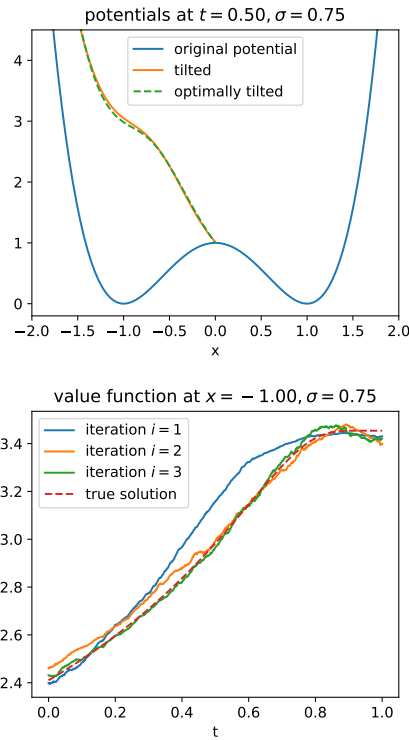 potentials at t = 0.50, σ = 0.75
original potential
tilted
optimally tilted
4
3
2
1
0
−2.0 −1.5 −1.0 −0.5 0.0 0.5 1.0 1.5 2.0
x
value function at x = − 1.00, σ = 0.75
iteration i = 1
iteration i = 2
iteration i = 3
true solution
3.4
3.2
3.0
2.8
2.6
2.4
0.0 0.2 0.4 0.6 0.8 1.0
t